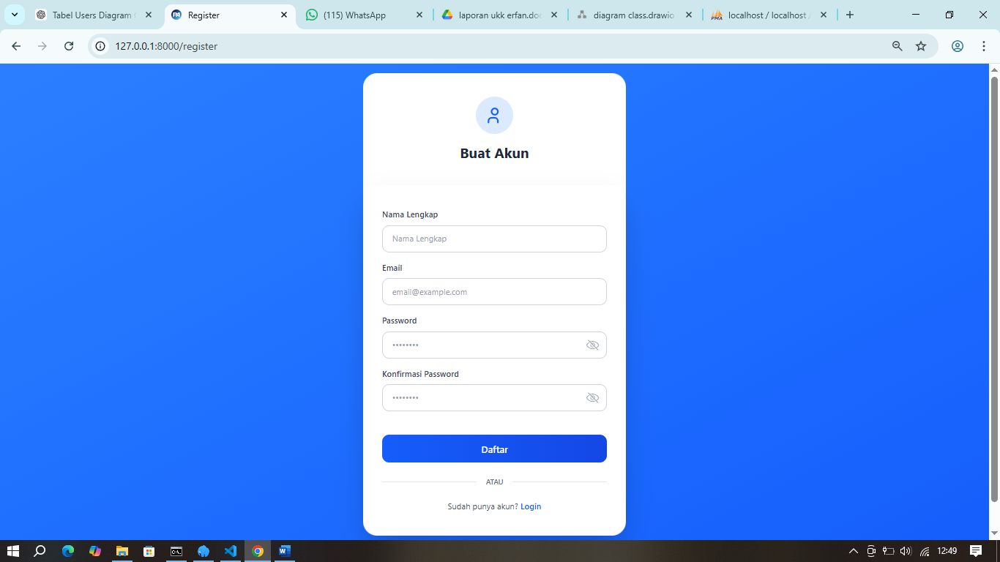 Tabel Users Diagram
Register
(115) WhatsApp
laporan ukk erfan.doc
diagram class.drawio
localhost / localhost /
127.0.0.1:8000/register
Buat Akun
Nama Lengkap
Nama Lengkap
Email
email@example.com
Password
••••••••
Konfirmasi Password
••••••••
Daftar
ATAU
Sudah punya akun? Login
12:49